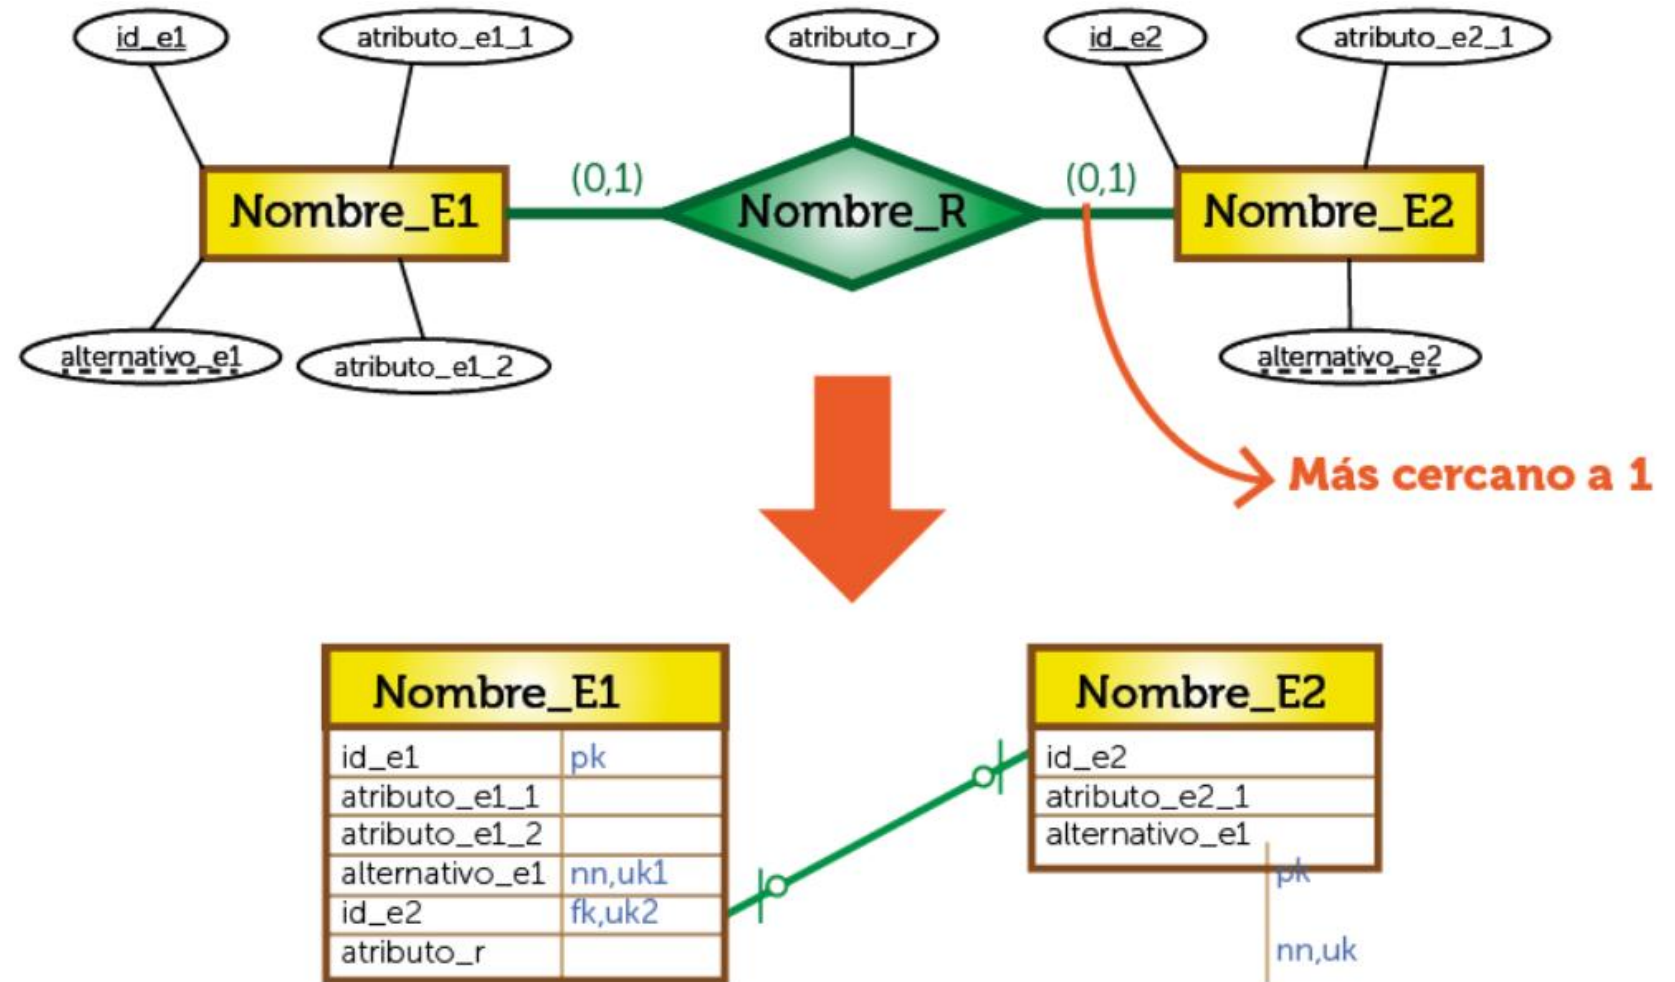 id_e1
atributo_e1_1
atributo_r
id_e2
atributo_e2_1
(0,1)
(0,1)
Nombre_E1
Nombre_R
Nombre_E2
alternativo_e1
atributo_e1_2
alternativo_e2
Más cercano a 1
Nombre_E1
id_e1 pk
atributo_e1_1
atributo_e1_2
alternativo_e1 nn,uk1
id_e2 fk,uk2
atributo_r
Nombre_E2
id_e2
atributo_e2_1
alternativo_e1
pk
nn,uk